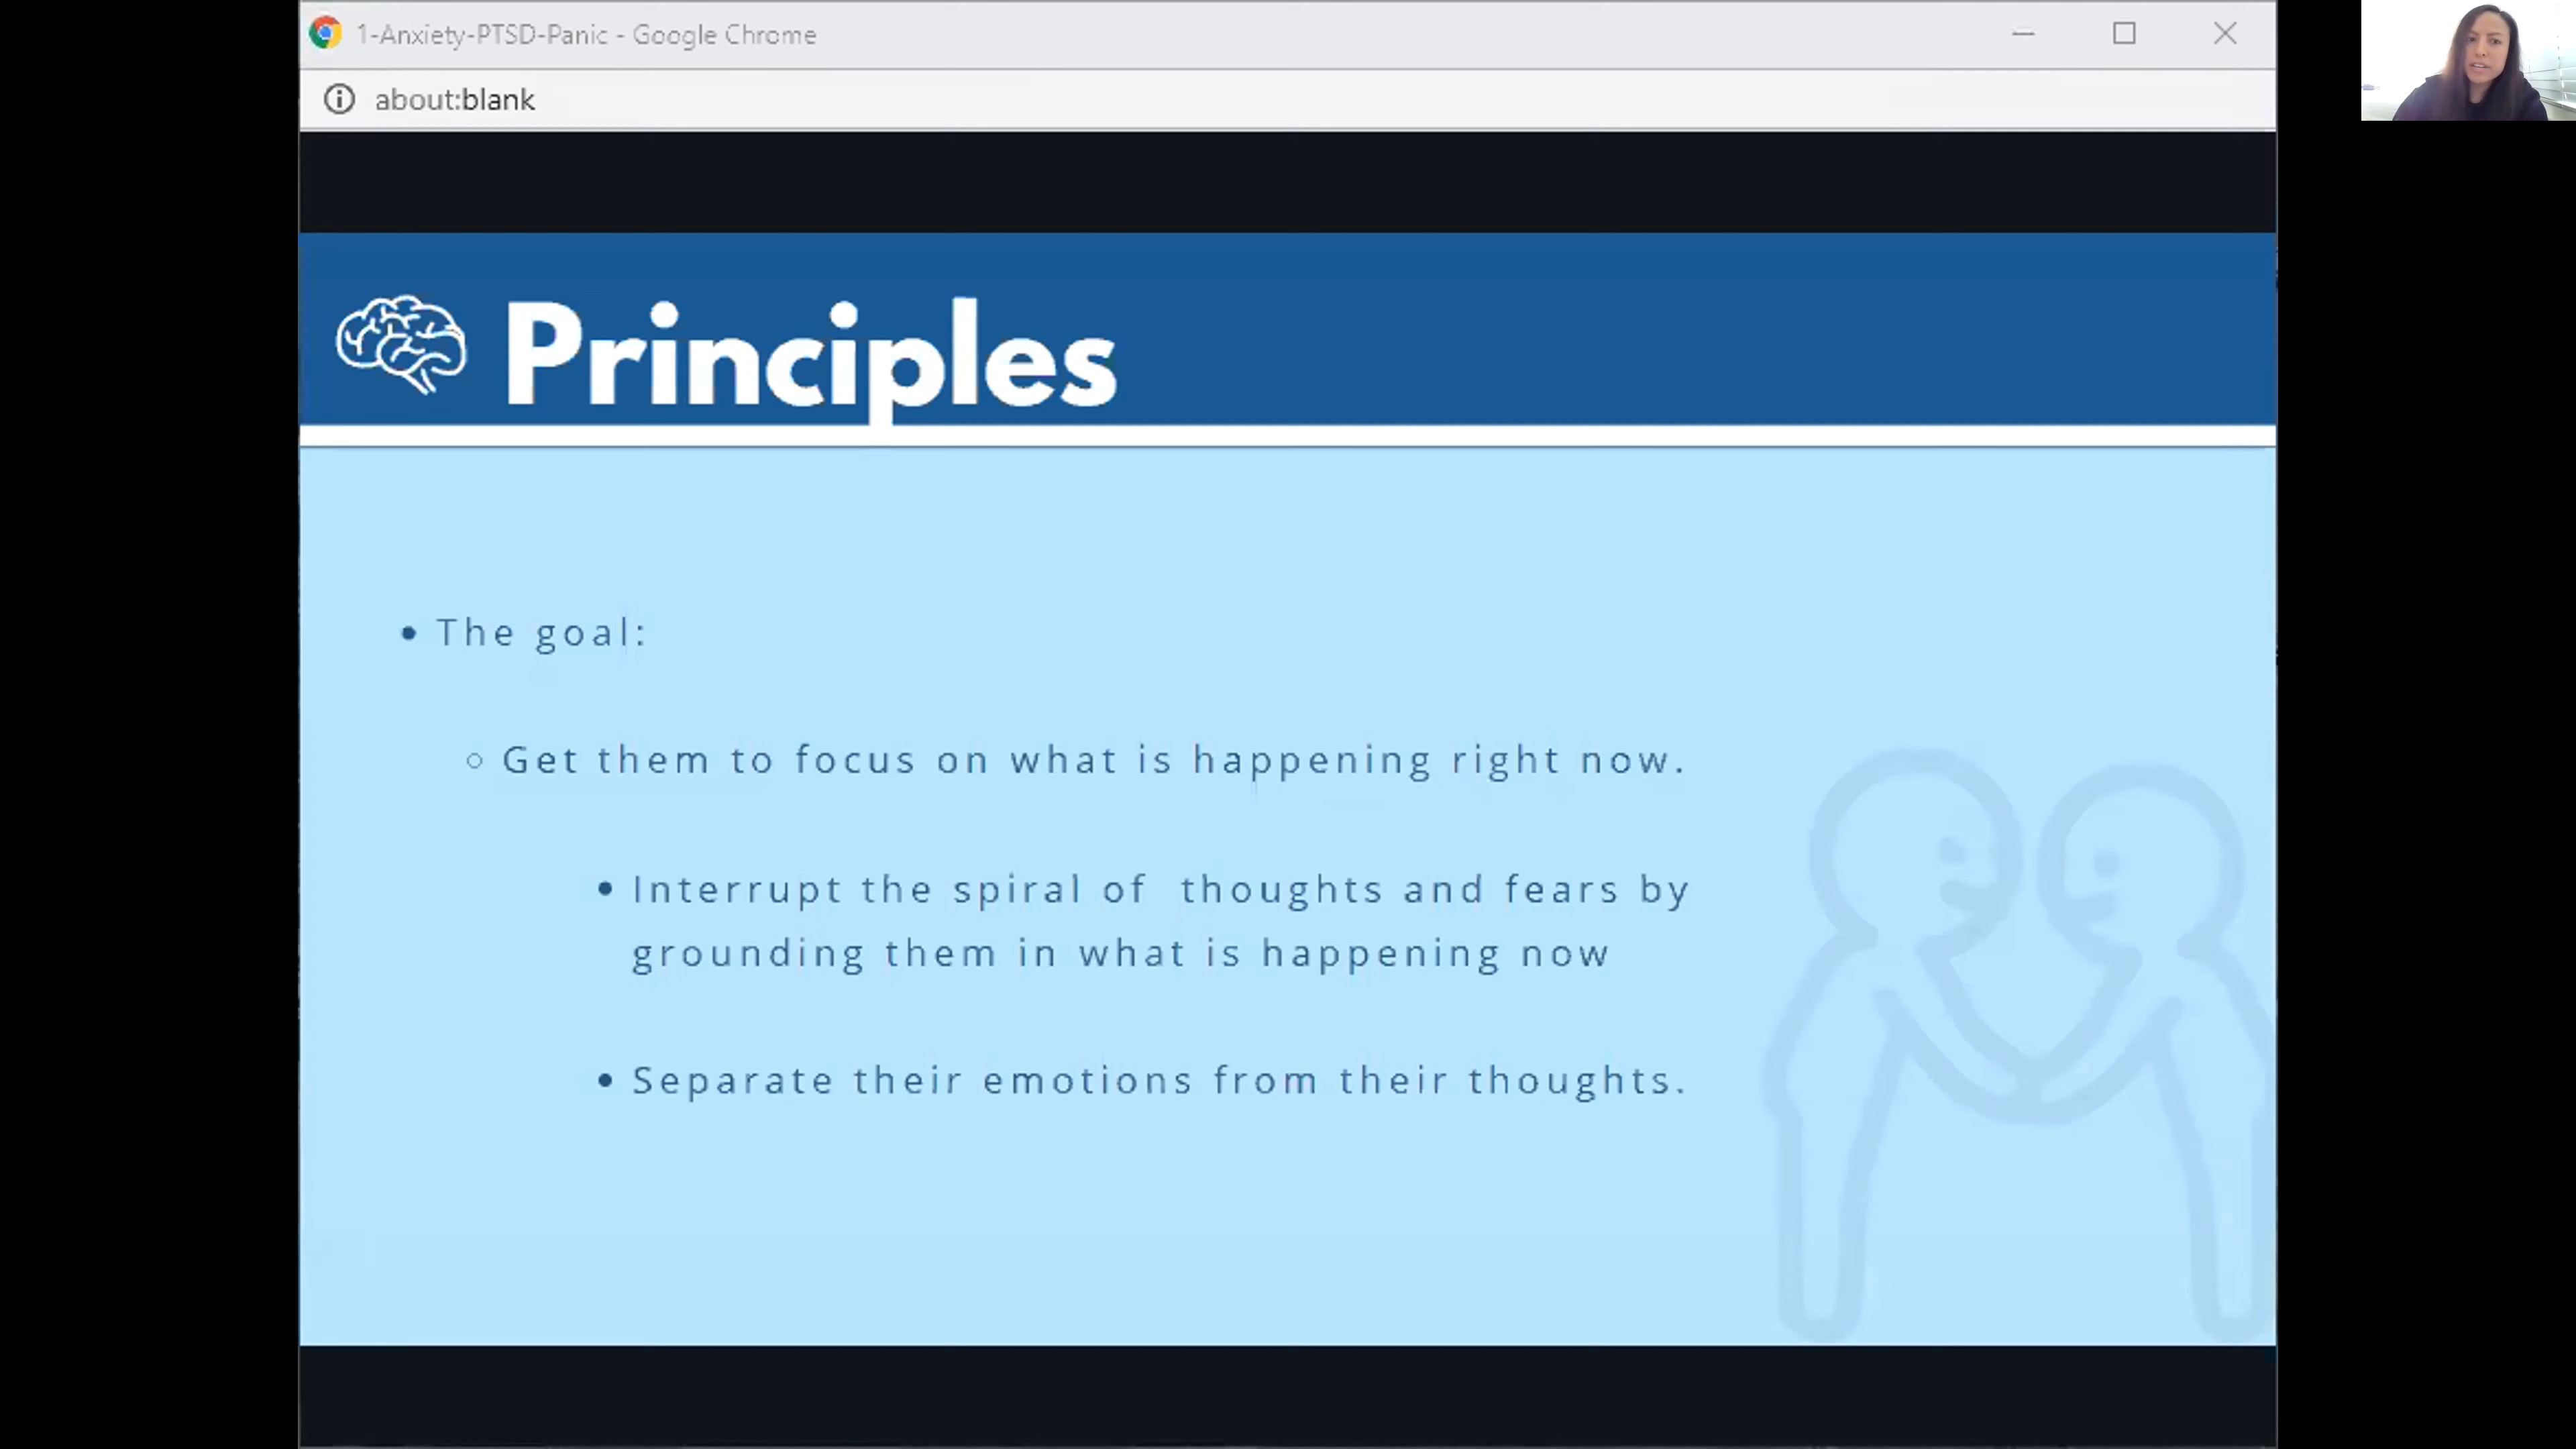 1-Anxiety-PTSD-Panic - Google Chrome
about:blank
Principles
The goal:
Get them to focus on what is happening right now.
Interrupt the spiral of thoughts and fears by
grounding them in what is happening now
Separate their emotions from their thoughts.